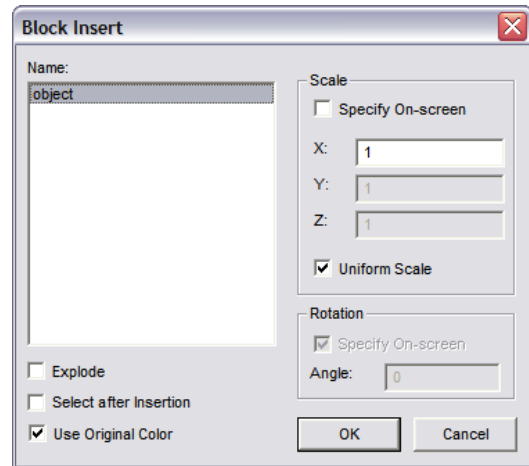 Block Insert
Name:
object
Explode
Select after Insertion
Use Original Color
Scale
Specify On-screen
X: 1
Y: 1
Z: 1
Uniform Scale
Rotation
Specify On-screen
Angle: 0
OK Cancel